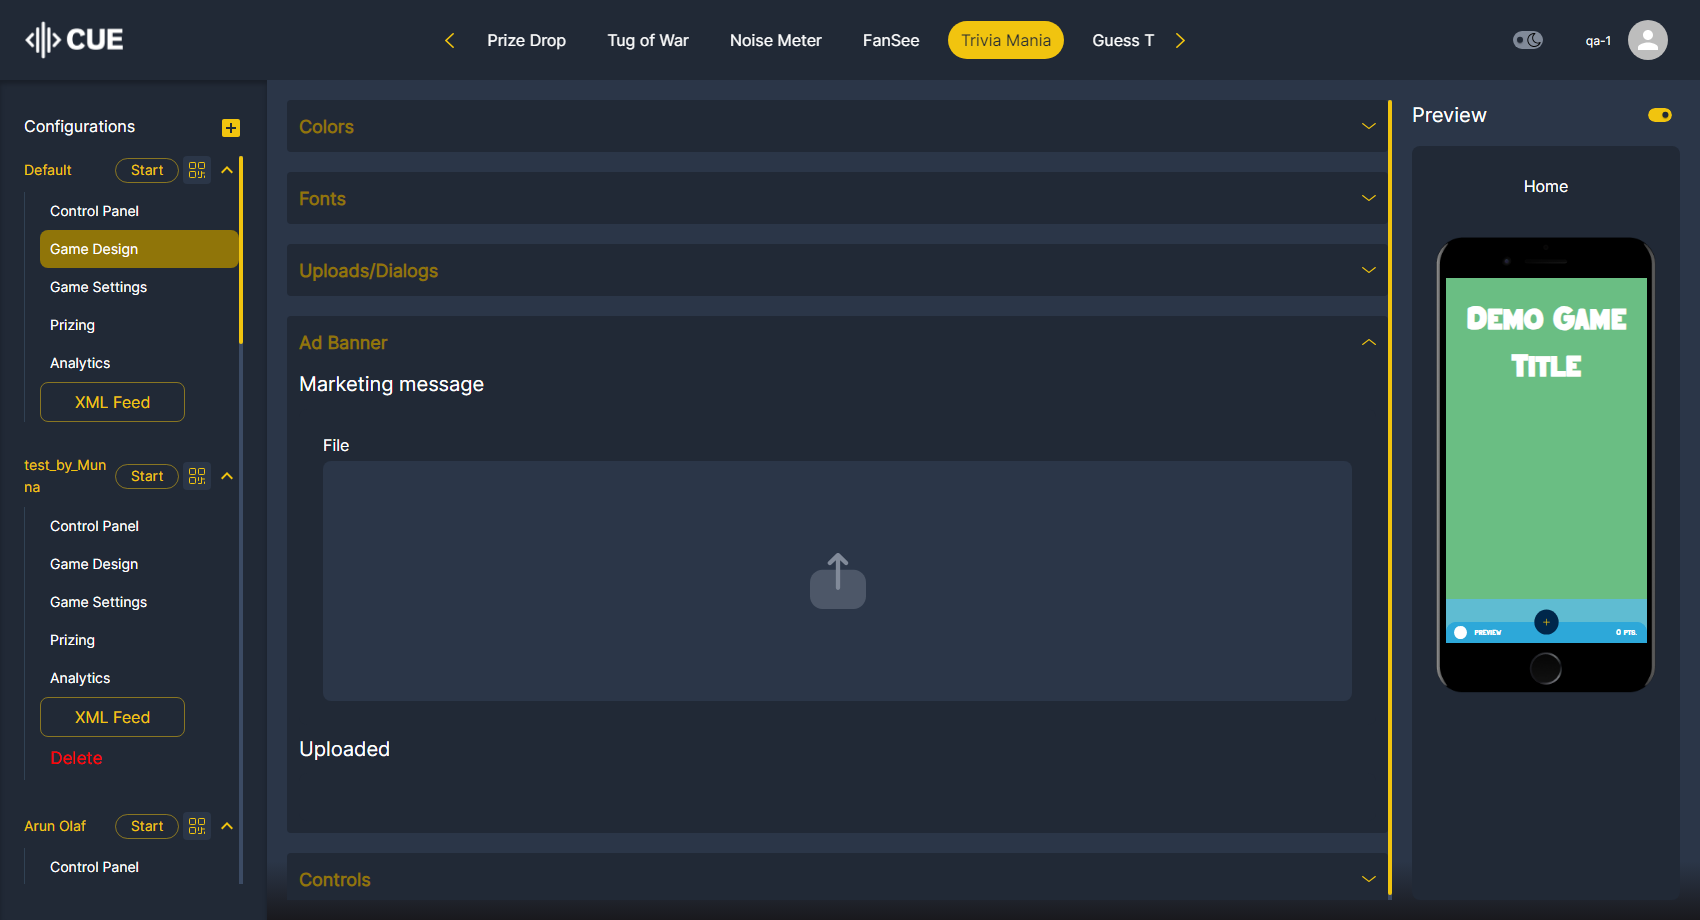 CUE
Prize Drop
Tug of War
Noise Meter
FanSee
Trivia Mania
Guess T
qa-1
Configurations
Default
Start
Control Panel
Game Design
Game Settings
Prizing
Analytics
XML Feed
test_by_Mun
na
Start
Control Panel
Game Design
Game Settings
Prizing
Analytics
XML Feed
Delete
Arun Olaf
Start
Control Panel
Colors
Fonts
Uploads/Dialogs
Ad Banner
Marketing message
File
Uploaded
Controls
Preview
Home
Demo Game
Title
PREVIEW
0 PTS.